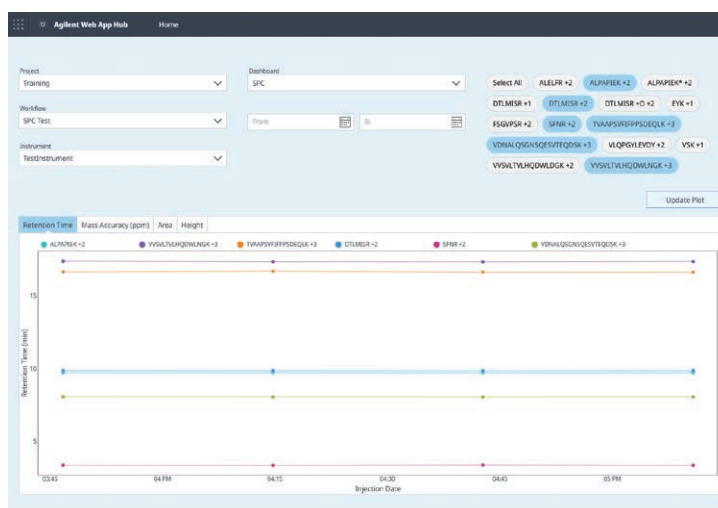 Agilent Web App Hub Home
Project
Training
Dashboard
SPC
Workflow
SPC Test
From To
Instrument
TestInstrument
Select All ALELFR +2 ALPAPIEK +2 ALPAPIEK* +2
DTLMISR +1 DTLMISR +2 DTLMISR +O +2 EYK +1
FSGVPSR +2 SFNR +2 TVAAPSVFIFPPSDEQLK +3
VDNALQSGNSQESVTEQDSK +3 VLQPGYLEVDY +2 VSK +1
VVSVLTVLHQDWLDGK +2 VVSVLTVLHQDWLNGK +3
Update Plot
Retention Time Mass Accuracy (ppm) Area Height
ALPAPIEK +2 VVSVLTVLHQDWLNGK +3 TVAAPSVFIFPPSDEQLK +3 DTLMISR +2 SFNR +2 VDNALQSGNSQESVTEQDSK +3
Retention Time (min)
15
10
5
03:45 04 PM 04:15 04:30 04:45 05 PM
Injection Date